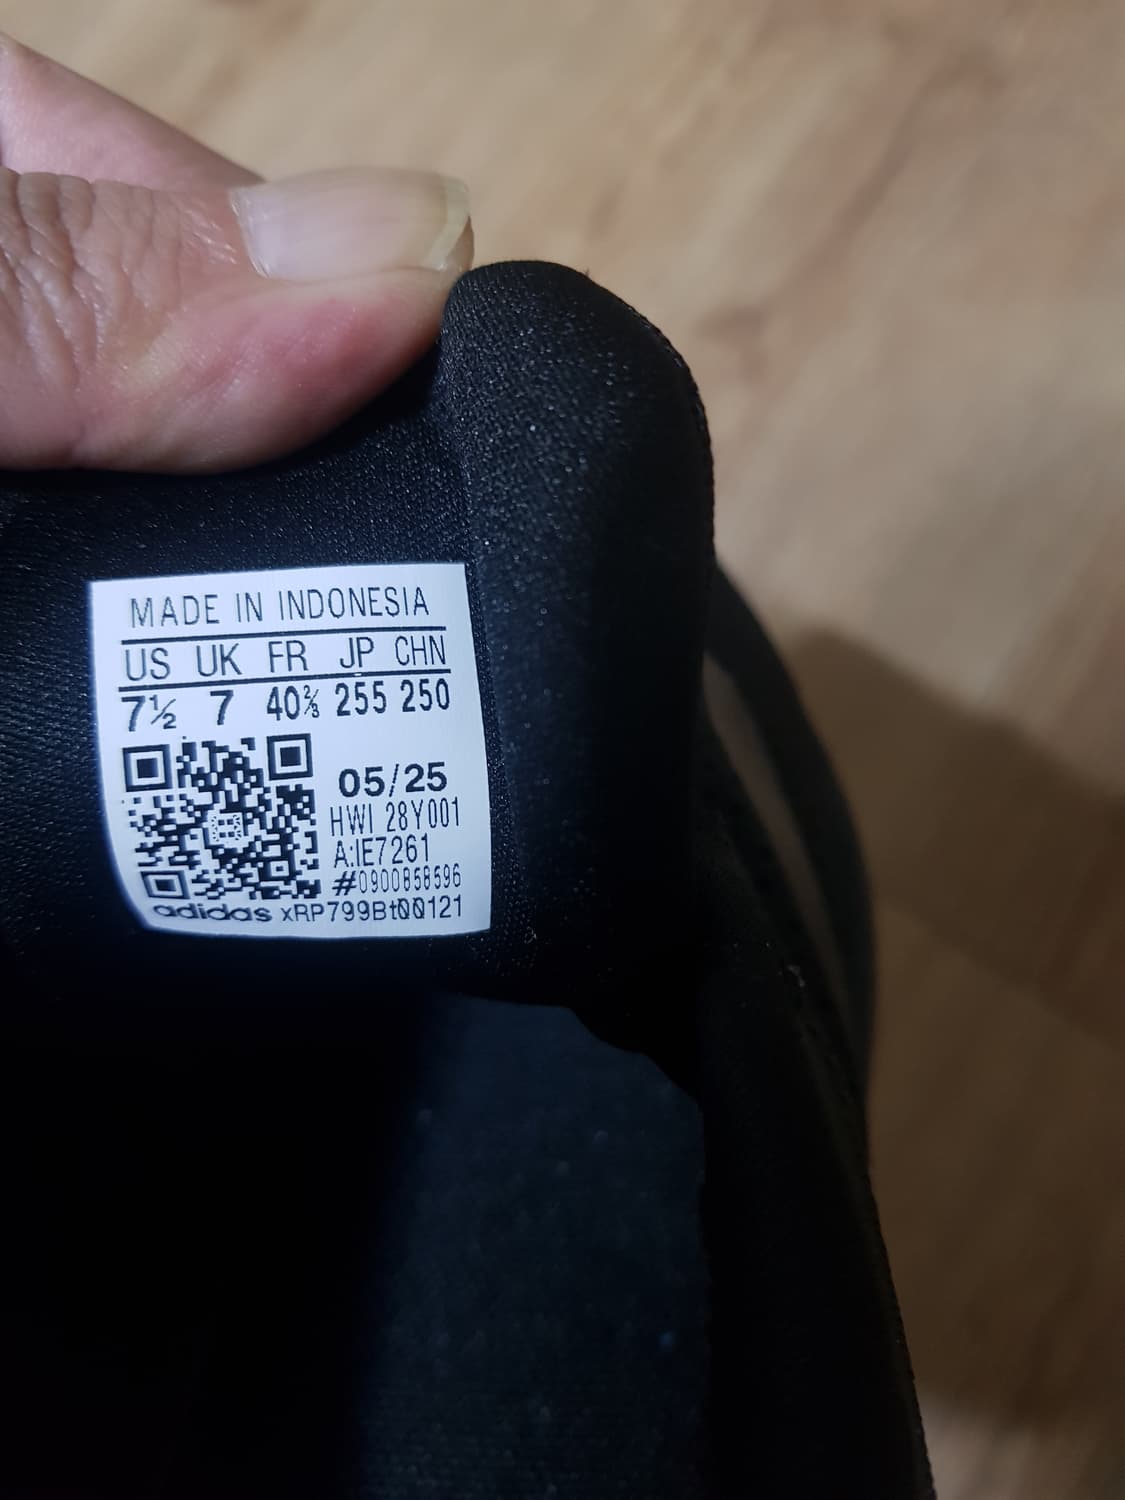 MADE IN INDONESIA
US UK FR JP CHN
7½ 7 40⅔ 255 250
05/25
HWI 28Y001
A:IE7261
#0900858596
adidas xRP799Bt00121